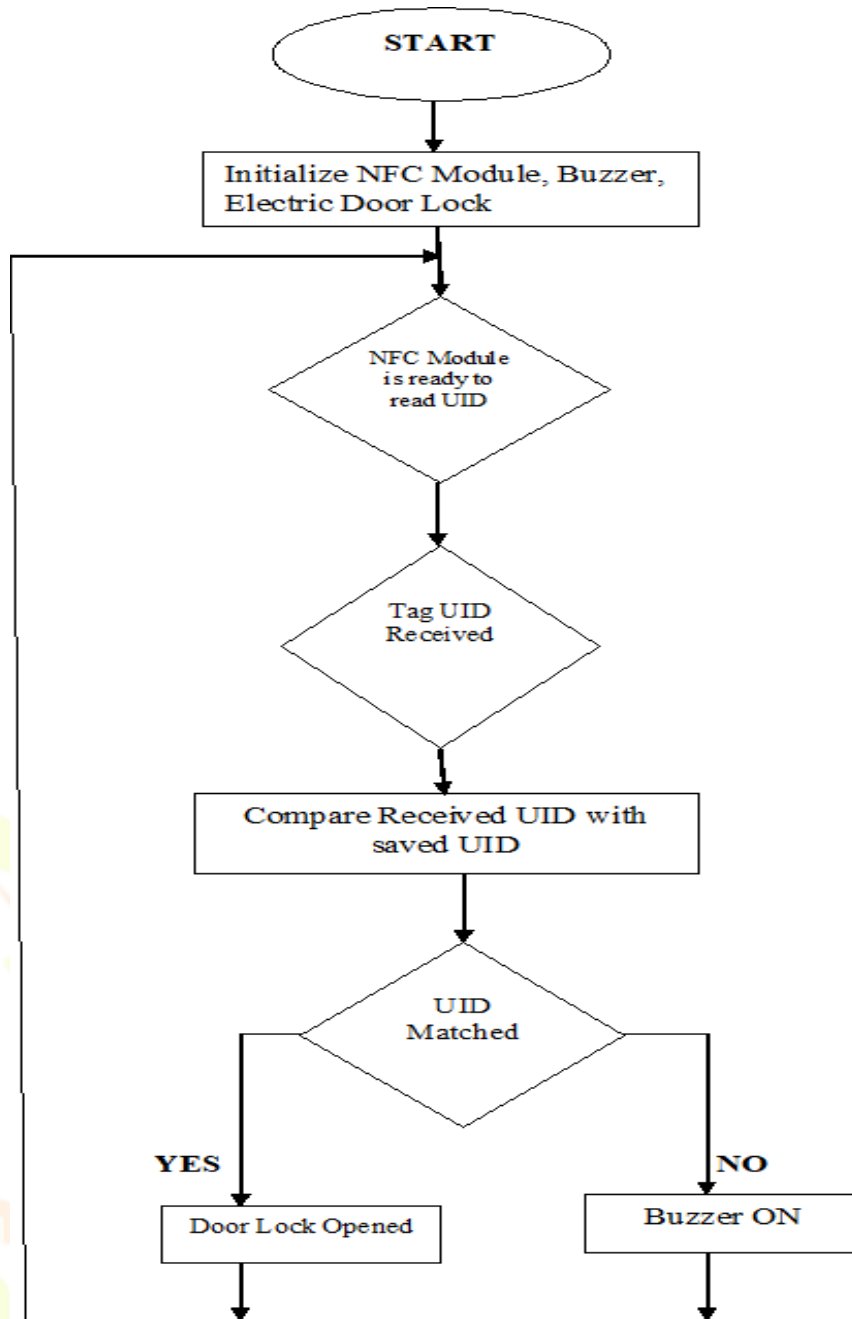 START
Initialize NFC Module, Buzzer,
Electric Door Lock
NFC Module
is ready to
read UID
Tag UID
Received
Compare Received UID with
saved UID
UID
Matched
YES
NO
Door Lock Opened
Buzzer ON